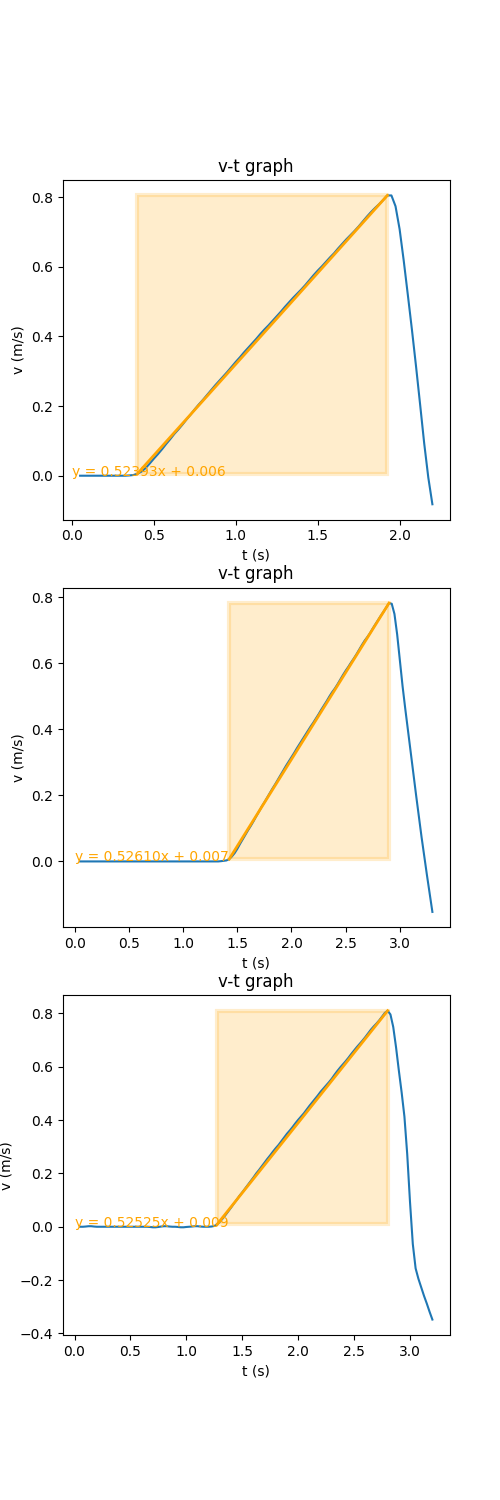 v-t graph
0.8
0.6
0.4
0.2
0.0
v (m/s)
y = 0.52393x + 0.006
0.0 0.5 1.0 1.5 2.0
t (s)
v-t graph
0.8
0.6
0.4
0.2
0.0
v (m/s)
y = 0.52610x + 0.007
0.0 0.5 1.0 1.5 2.0 2.5 3.0
t (s)
v-t graph
0.8
0.6
0.4
0.2
0.0
−0.2
−0.4
v (m/s)
y = 0.52525x + 0.009
0.0 0.5 1.0 1.5 2.0 2.5 3.0
t (s)